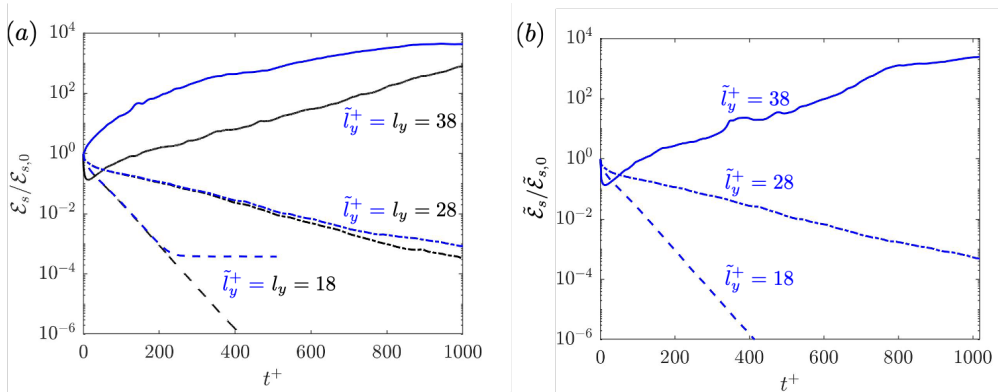 (a)
10^4
10^2
10^0
10^-2
10^-4
10^-6
ℰ_s/ℰ_{s,0}
l̃_y^+ = l_y = 38
l̃_y^+ = l_y = 28
l̃_y^+ = l_y = 18
0 200 400 600 800 1000
t^+
(b)
10^4
10^2
10^0
10^-2
10^-4
10^-6
ℰ̃_s/ℰ̃_{s,0}
l̃_y^+ = 38
l̃_y^+ = 28
l̃_y^+ = 18
0 200 400 600 800 1000
t^+